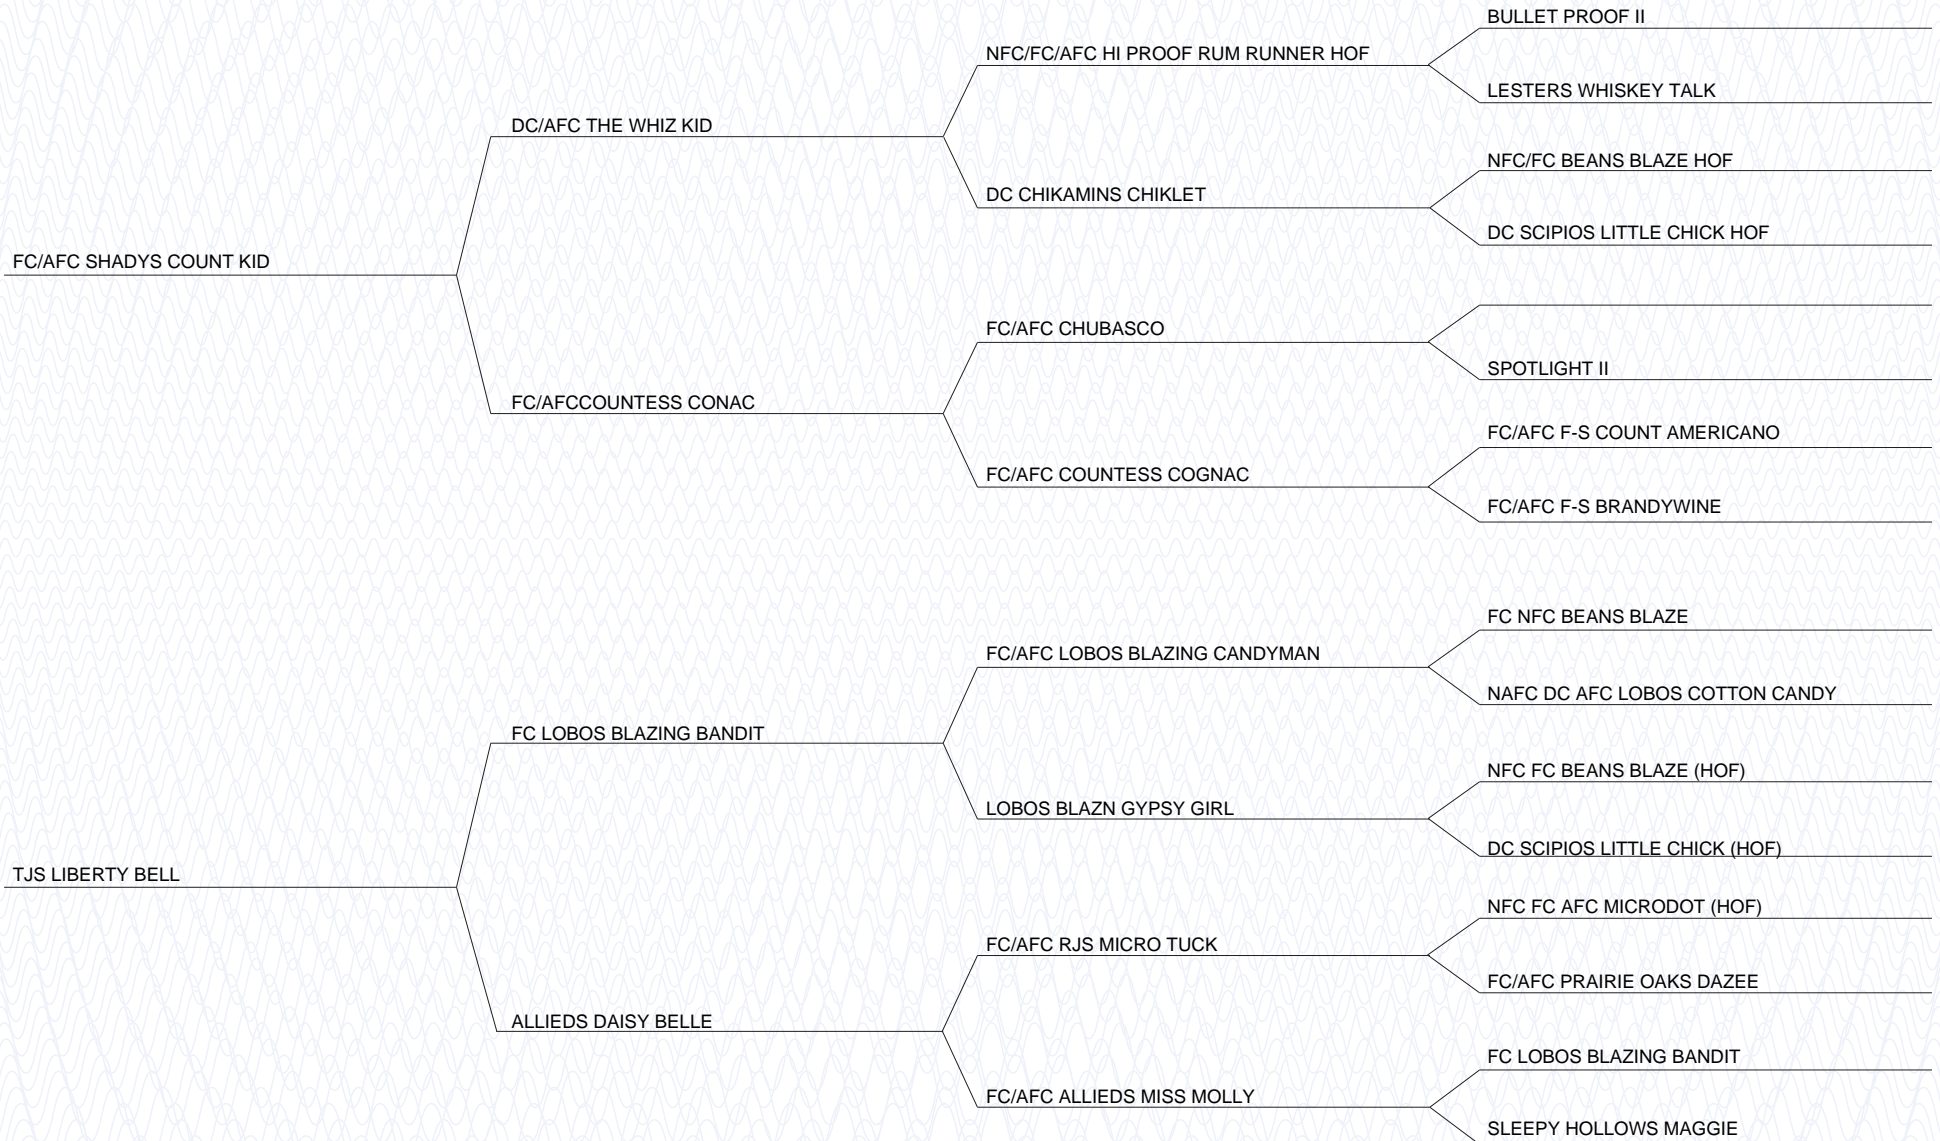 BULLET PROOF II
NFC/FC/AFC HI PROOF RUM RUNNER HOF
LESTERS WHISKEY TALK
DC/AFC THE WHIZ KID
NFC/FC BEANS BLAZE HOF
DC CHIKAMINS CHIKLET
DC SCIPIOS LITTLE CHICK HOF
FC/AFC SHADYS COUNT KID
FC/AFC CHUBASCO
SPOTLIGHT II
FC/AFCCOUNTESS CONAC
FC/AFC F-S COUNT AMERICANO
FC/AFC COUNTESS COGNAC
FC/AFC F-S BRANDYWINE
FC NFC BEANS BLAZE
FC/AFC LOBOS BLAZING CANDYMAN
NAFC DC AFC LOBOS COTTON CANDY
FC LOBOS BLAZING BANDIT
NFC FC BEANS BLAZE (HOF)
LOBOS BLAZN GYPSY GIRL
DC SCIPIOS LITTLE CHICK (HOF)
TJS LIBERTY BELL
NFC FC AFC MICRODOT (HOF)
FC/AFC RJS MICRO TUCK
FC/AFC PRAIRIE OAKS DAZEE
ALLIEDS DAISY BELLE
FC LOBOS BLAZING BANDIT
FC/AFC ALLIEDS MISS MOLLY
SLEEPY HOLLOWS MAGGIE